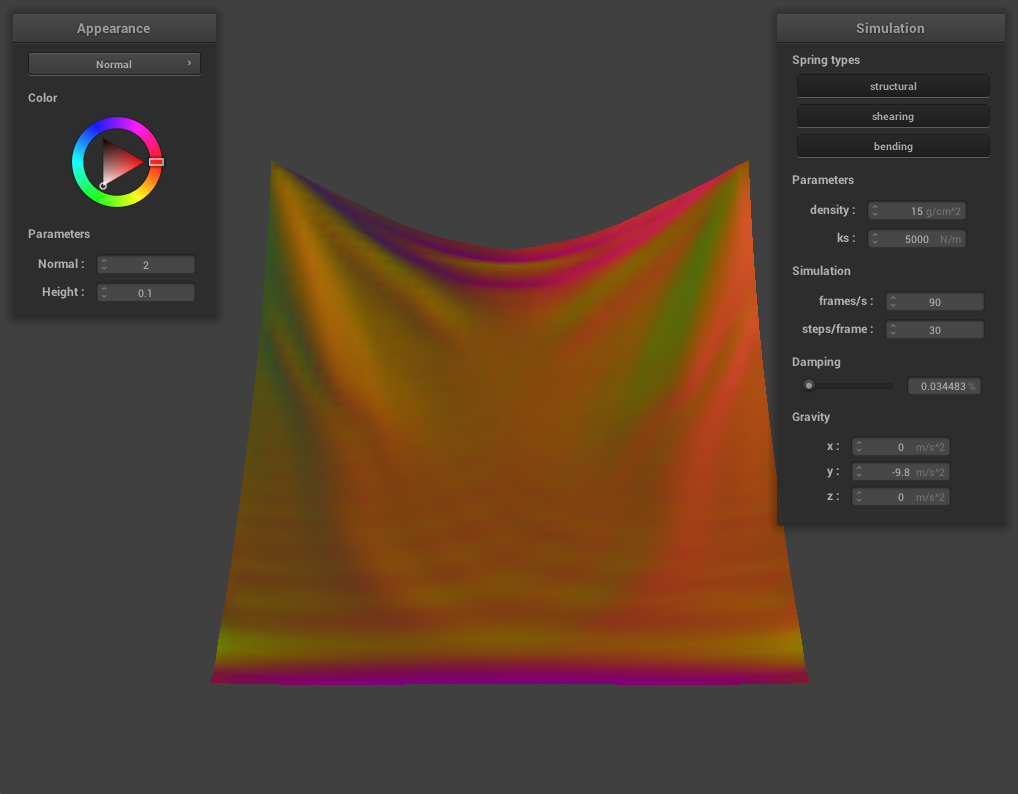 Appearance
Normal ›
Color
Parameters
Normal : 2
Height : 0.1
Simulation
Spring types
structural
shearing
bending
Parameters
density : 15 g/cm^2
ks : 5000 N/m
Simulation
frames/s : 90
steps/frame : 30
Damping
0.034483 %
Gravity
x : 0 m/s^2
y : -9.8 m/s^2
z : 0 m/s^2